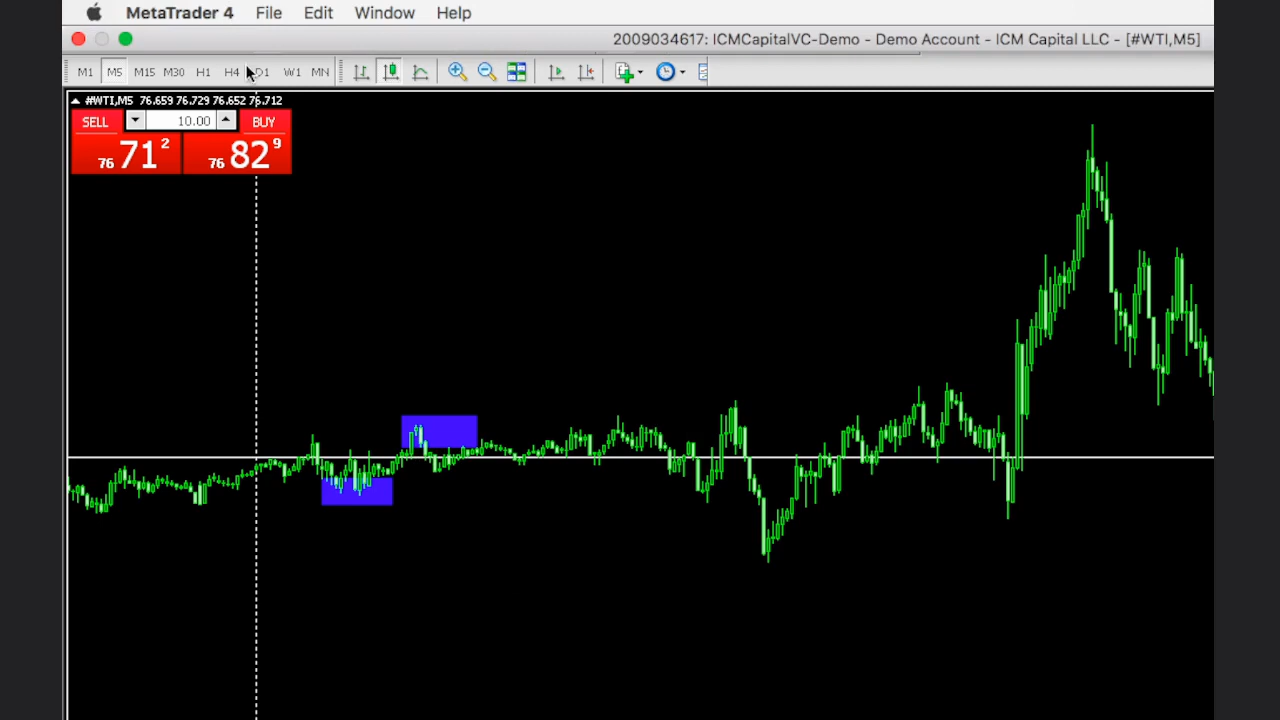 MetaTrader 4 File Edit Window Help
2009034617: ICMCapitalVC-Demo - Demo Account - ICM Capital LLC - [#WTI,M5]
M1 M5 M15 M30 H1 H4 D1 W1 MN
#WTI,M5 76.659 76.729 76.652 76.712
SELL 10.00 BUY
76 71 2 76 82 9